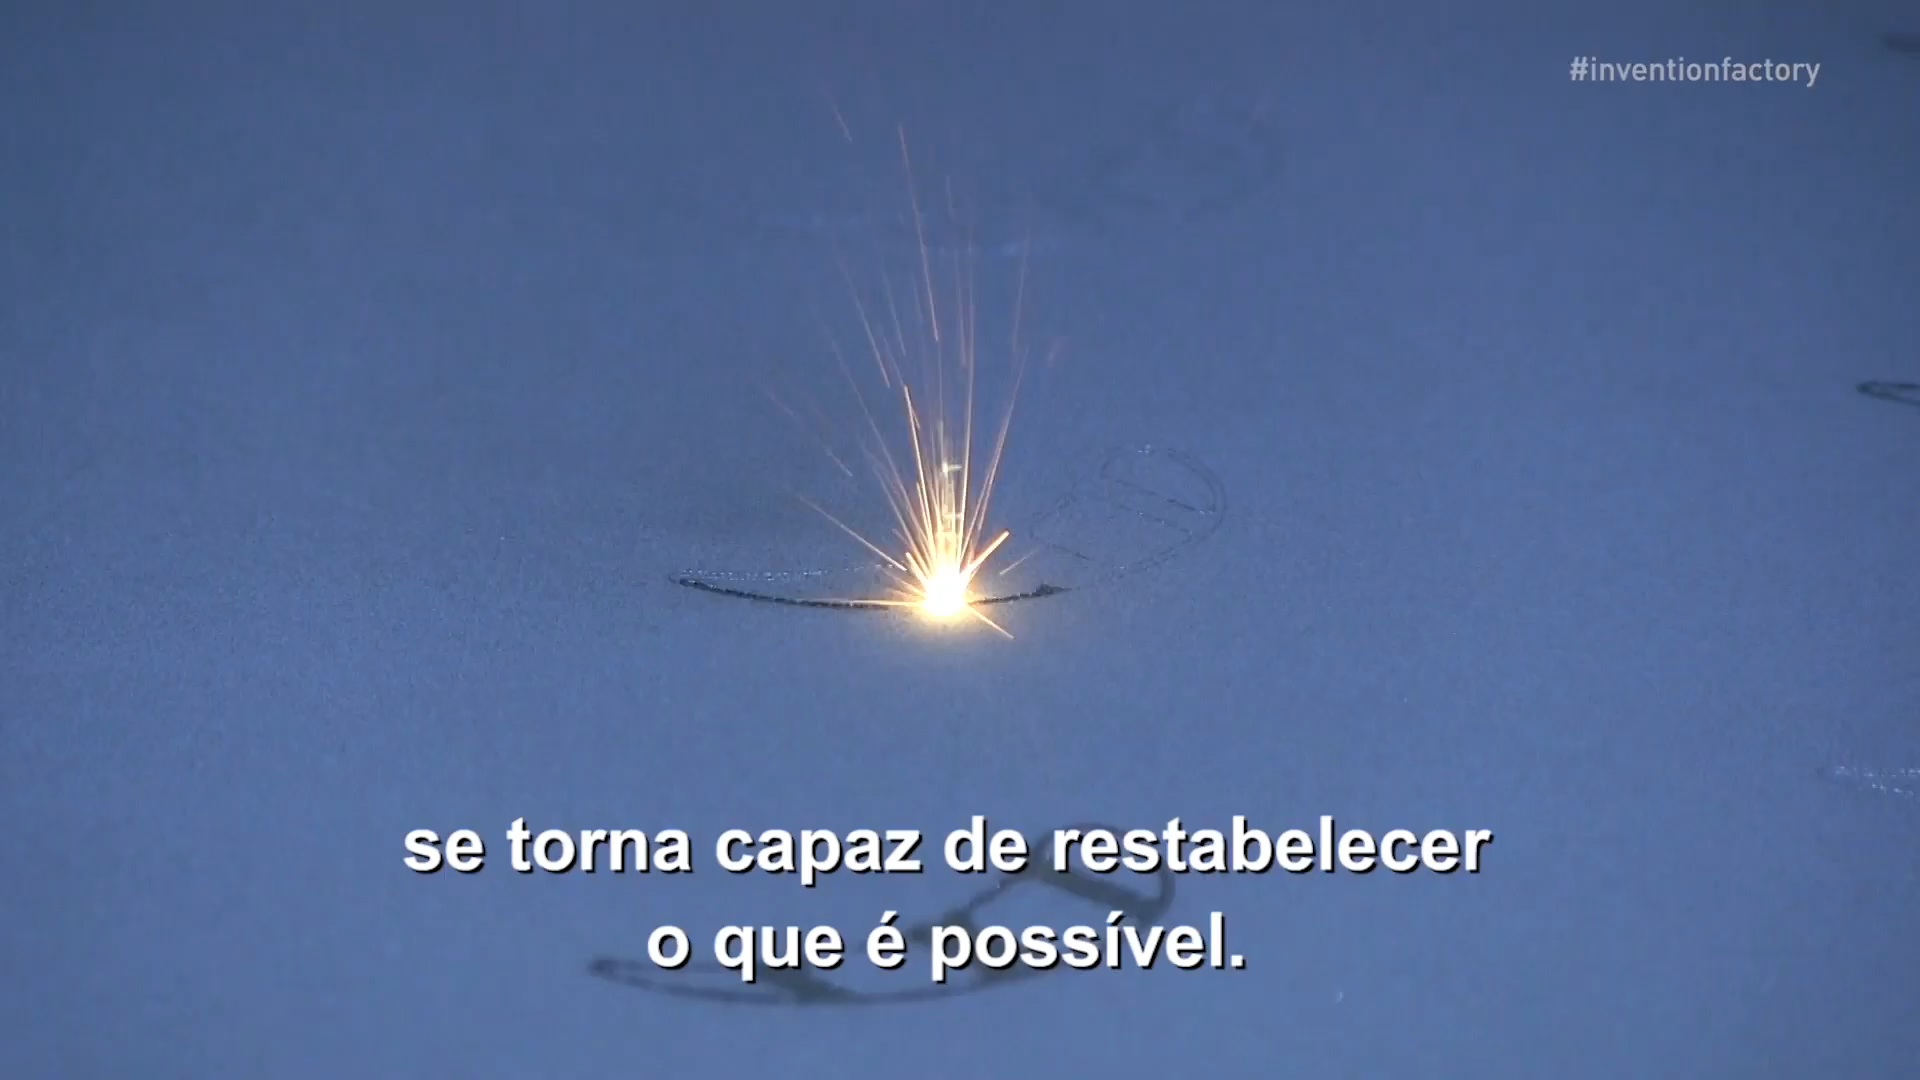 #inventionfactory
se torna capaz de restabelecer
o que é possível.